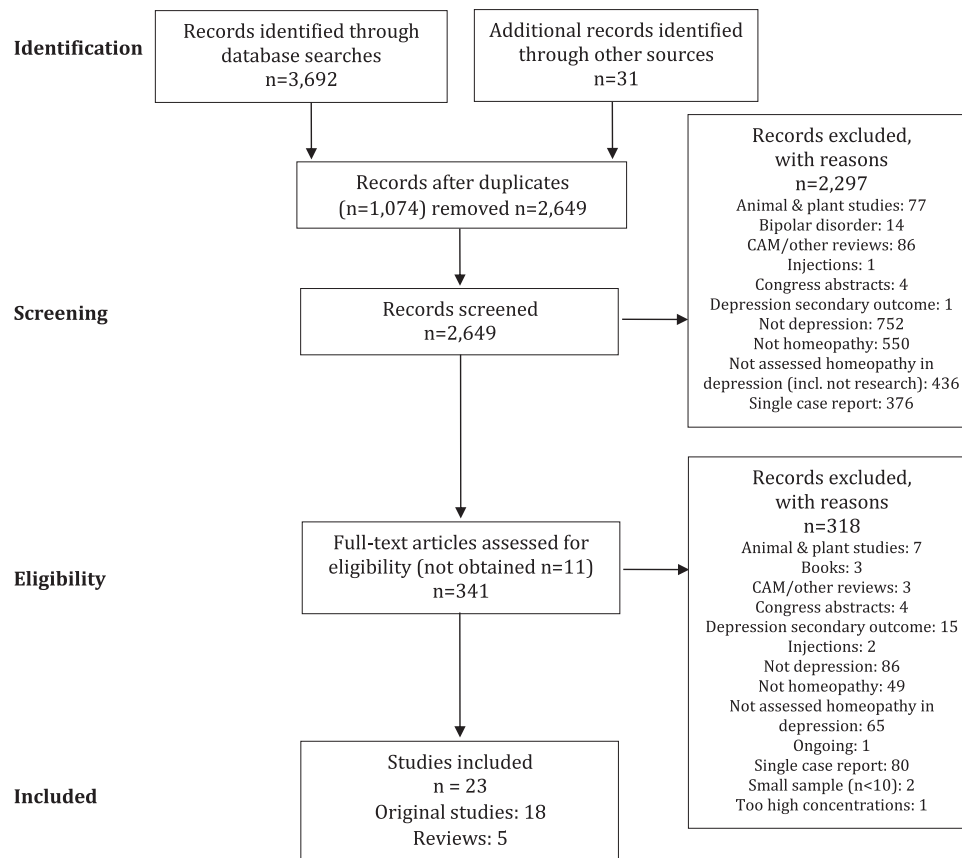 Identification
Records identified through
database searches
n=3,692
Additional records identified
through other sources
n=31
Records after duplicates
(n=1,074) removed n=2,649
Records excluded,
with reasons
n=2,297
Animal & plant studies: 77
Bipolar disorder: 14
CAM/other reviews: 86
Injections: 1
Congress abstracts: 4
Depression secondary outcome: 1
Not depression: 752
Not homeopathy: 550
Not assessed homeopathy in
depression (incl. not research): 436
Single case report: 376
Screening
Records screened
n=2,649
Eligibility
Full-text articles assessed for
eligibility (not obtained n=11)
n=341
Records excluded,
with reasons
n=318
Animal & plant studies: 7
Books: 3
CAM/other reviews: 3
Congress abstracts: 4
Depression secondary outcome: 15
Injections: 2
Not depression: 86
Not homeopathy: 49
Not assessed homeopathy in
depression: 65
Ongoing: 1
Single case report: 80
Small sample (n<10): 2
Too high concentrations: 1
Included
Studies included
n = 23
Original studies: 18
Reviews: 5